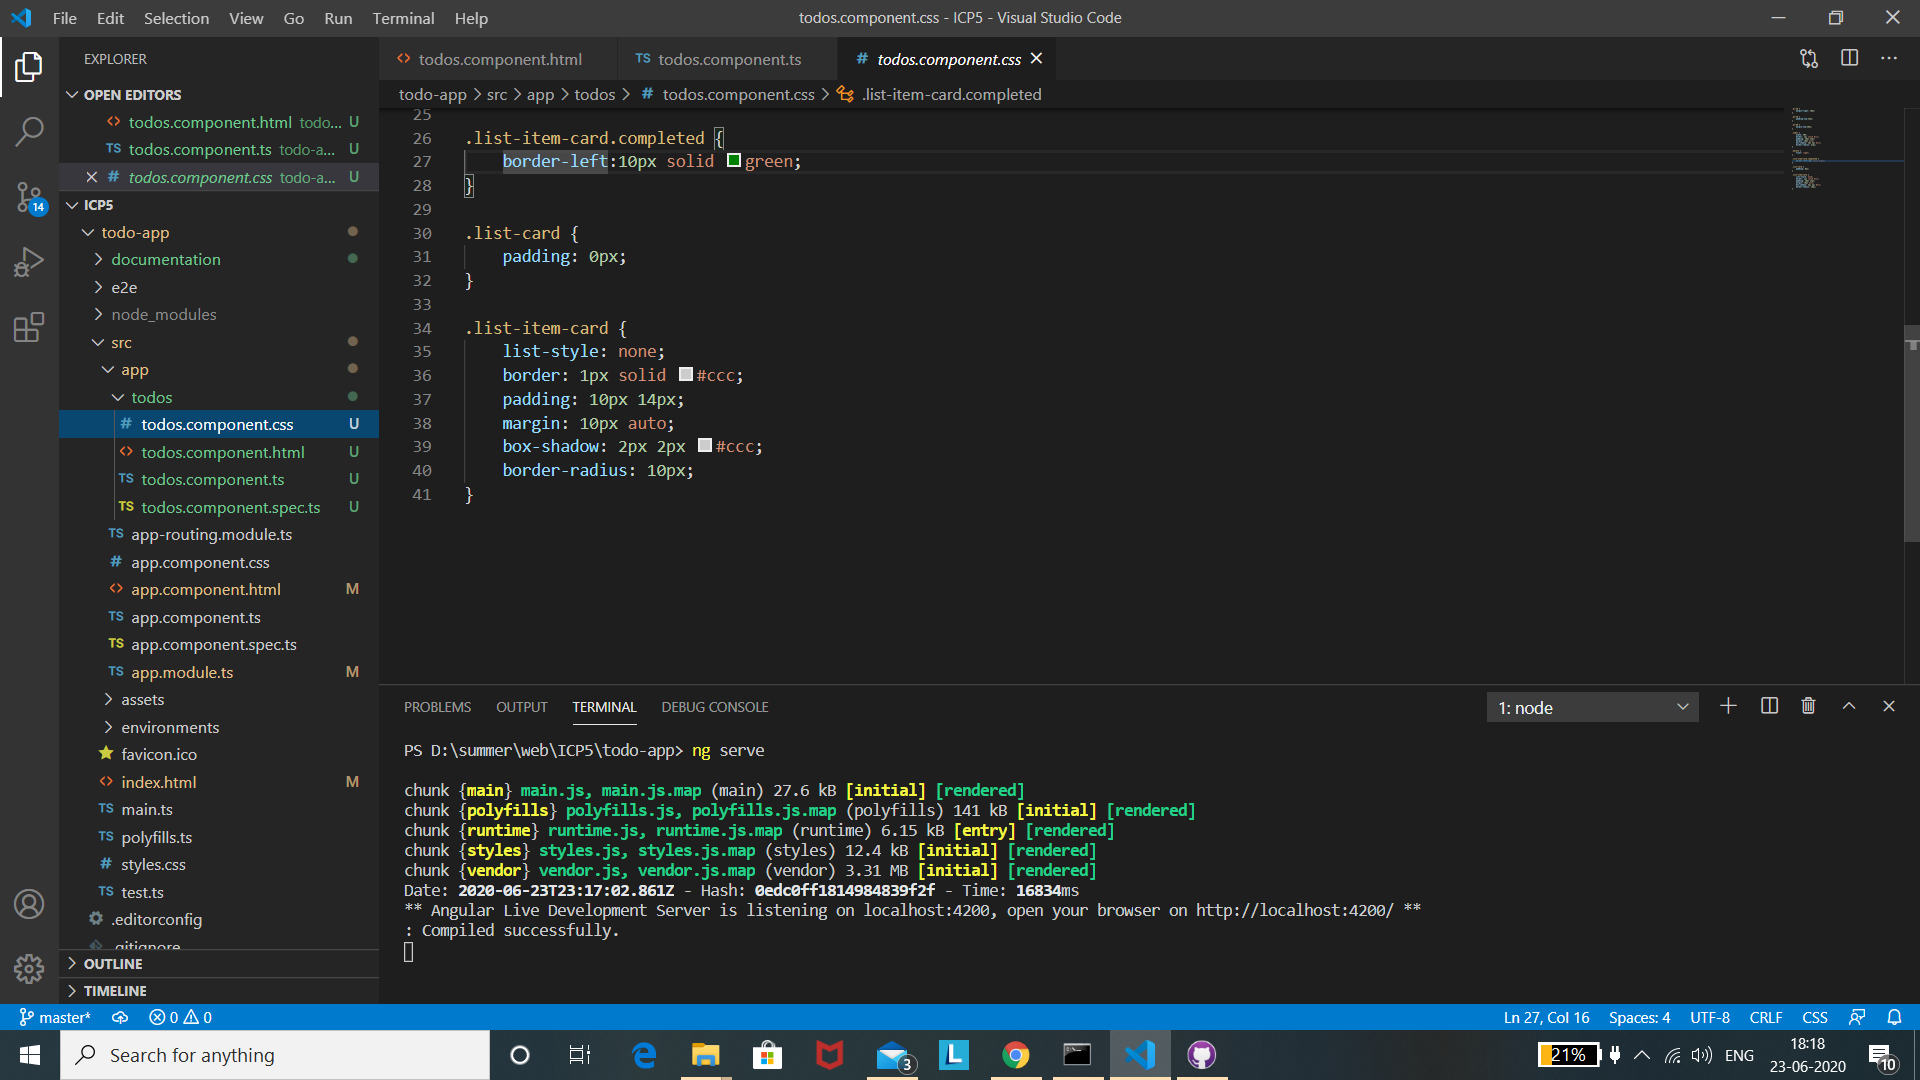 File Edit Selection View Go Run Terminal Help
todos.component.css - ICP5 - Visual Studio Code
EXPLORER
OPEN EDITORS
todos.component.html todo... U
todos.component.ts todo-a... U
todos.component.css todo-a... U
ICP5
todo-app
documentation
e2e
node_modules
src
app
todos
todos.component.css U
todos.component.html U
TS todos.component.ts U
TS todos.component.spec.ts U
TS app-routing.module.ts
# app.component.css
<> app.component.html M
TS app.component.ts
TS app.component.spec.ts
TS app.module.ts M
assets
environments
favicon.ico
<> index.html M
TS main.ts
TS polyfills.ts
# styles.css
TS test.ts
.editorconfig
.gitignore
OUTLINE
TIMELINE
14
<> todos.component.html
TS todos.component.ts
# todos.component.css
todo-app > src > app > todos > # todos.component.css > .list-item-card.completed
25
26 .list-item-card.completed {
27 border-left:10px solid green;
28 }
29
30 .list-card {
31 padding: 0px;
32 }
33
34 .list-item-card {
35 list-style: none;
36 border: 1px solid #ccc;
37 padding: 10px 14px;
38 margin: 10px auto;
39 box-shadow: 2px 2px #ccc;
40 border-radius: 10px;
41 }
PROBLEMS OUTPUT TERMINAL DEBUG CONSOLE
1: node
PS D:\summer\web\ICP5\todo-app> ng serve
chunk {main} main.js, main.js.map (main) 27.6 kB [initial] [rendered]
chunk {polyfills} polyfills.js, polyfills.js.map (polyfills) 141 kB [initial] [rendered]
chunk {runtime} runtime.js, runtime.js.map (runtime) 6.15 kB [entry] [rendered]
chunk {styles} styles.js, styles.js.map (styles) 12.4 kB [initial] [rendered]
chunk {vendor} vendor.js, vendor.js.map (vendor) 3.31 MB [initial] [rendered]
Date: 2020-06-23T23:17:02.861Z - Hash: 0edc0ff1814984839f2f - Time: 16834ms
** Angular Live Development Server is listening on localhost:4200, open your browser on http://localhost:4200/ **
: Compiled successfully.
master* 0 0
Ln 27, Col 16 Spaces: 4 UTF-8 CRLF CSS
Search for anything
3
L
21%
ENG
18:18
23-06-2020
10